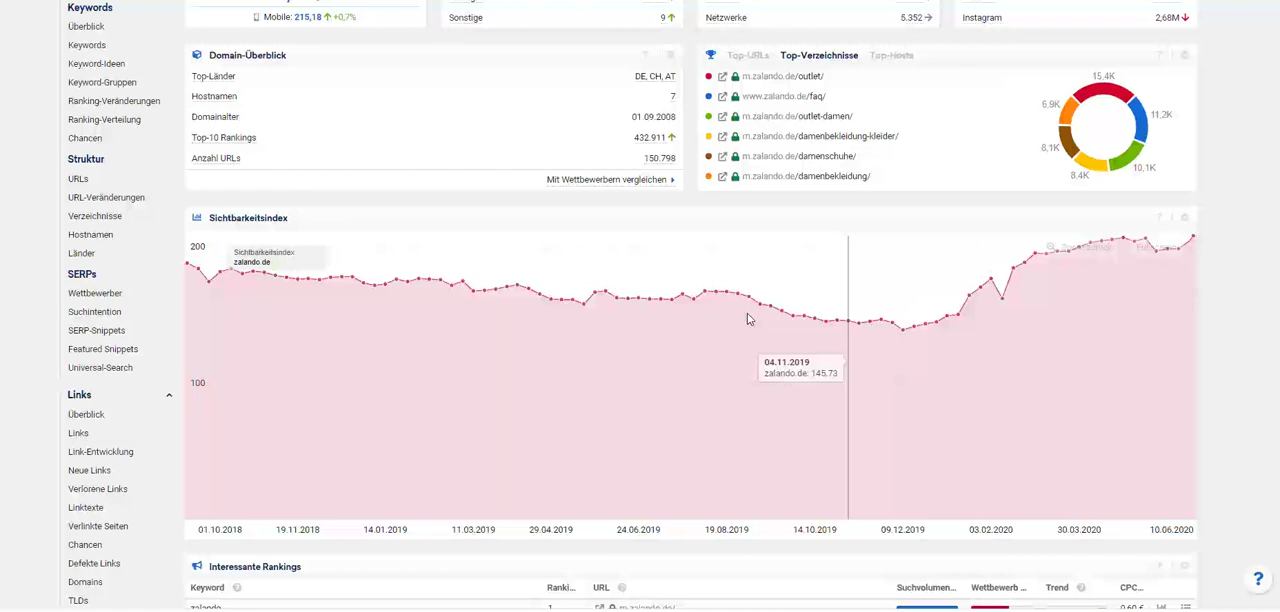 Keywords
Überblick
Keywords
Keyword-Ideen
Keyword-Gruppen
Ranking-Veränderungen
Ranking-Verteilung
Chancen
Struktur
URLs
URL-Veränderungen
Verzeichnisse
Hostnamen
Länder
SERPs
Wettbewerber
Suchintention
SERP-Snippets
Featured Snippets
Universal-Search
Links
Überblick
Links
Link-Entwicklung
Neue Links
Verlorene Links
Linktexte
Verlinkte Seiten
Chancen
Defekte Links
Domains
TLDs
Mobile: 215,18 +0,7%
Sonstige 9
Netzwerke 5.352
Instagram 2,68M
Domain-Überblick
Top-Länder DE, CH, AT
Hostnamen 7
Domainalter 01.09.2008
Top-10 Rankings 432.911
Anzahl URLs 150.798
Mit Wettbewerbern vergleichen
Top-URLs Top-Verzeichnisse Top-Hosts
m.zalando.de/outlet/
www.zalando.de/faq/
m.zalando.de/outlet-damen/
m.zalando.de/damenbekleidung-kleider/
m.zalando.de/damenschuhe/
m.zalando.de/damenbekleidung/
15,4K
11,2K
10,1K
8,4K
8,1K
6,9K
Sichtbarkeitsindex
200
Sichtbarkeitsindex
zalando.de
100
04.11.2019
zalando.de: 145.73
01.10.2018 19.11.2018 14.01.2019 11.03.2019 29.04.2019 24.06.2019 19.08.2019 14.10.2019 09.12.2019 03.02.2020 30.03.2020 10.06.2020
Interessante Rankings
Keyword ? Ranki... URL ? Suchvolumen... Wettbewerb ... Trend ? CPC...
zalando 1 m.zalando.de/ 0,60 €
?